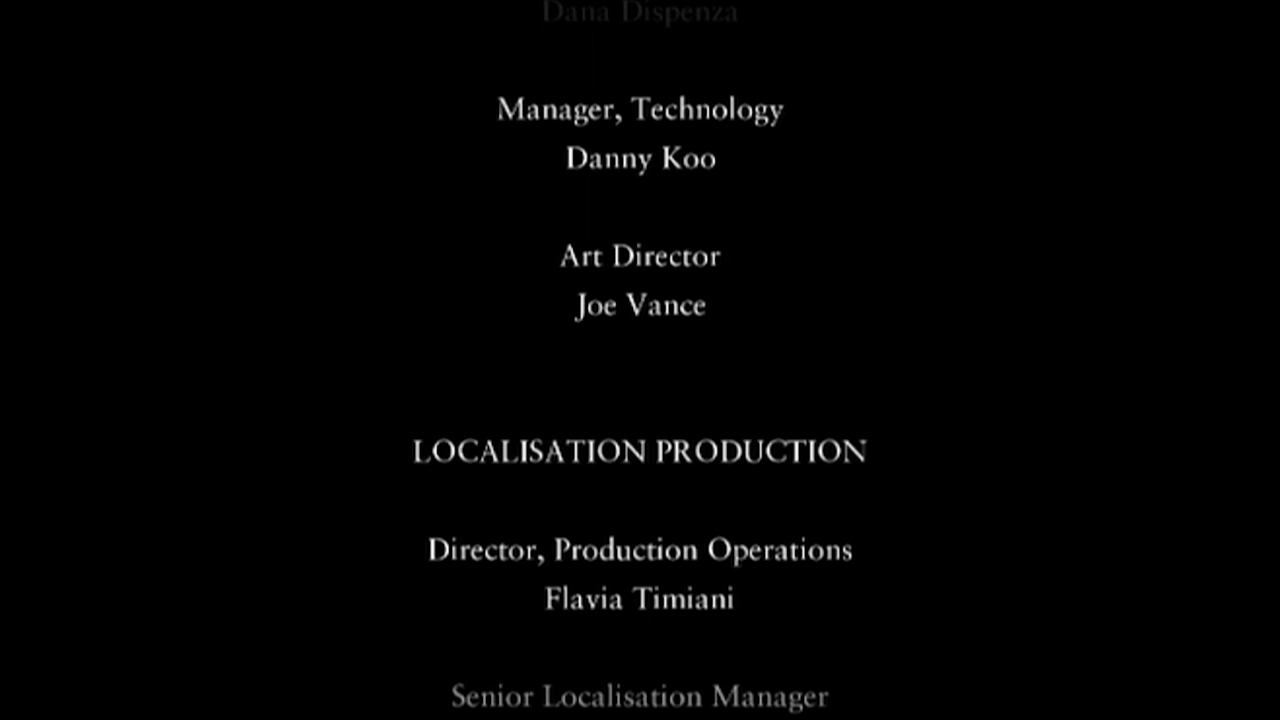 Dana Dispenza
Manager, Technology
Danny Koo
Art Director
Joe Vance
LOCALISATION PRODUCTION
Director, Production Operations
Flavia Timiani
Senior Localisation Manager